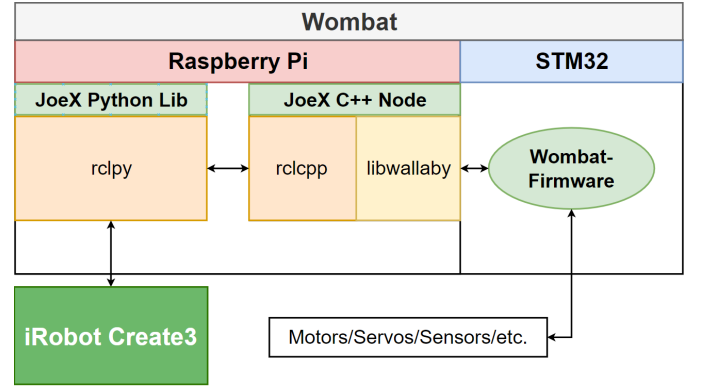 Wombat
Raspberry Pi
STM32
JoeX Python Lib
JoeX C++ Node
rclpy
rclcpp
libwallaby
Wombat-
Firmware
iRobot Create3
Motors/Servos/Sensors/etc.